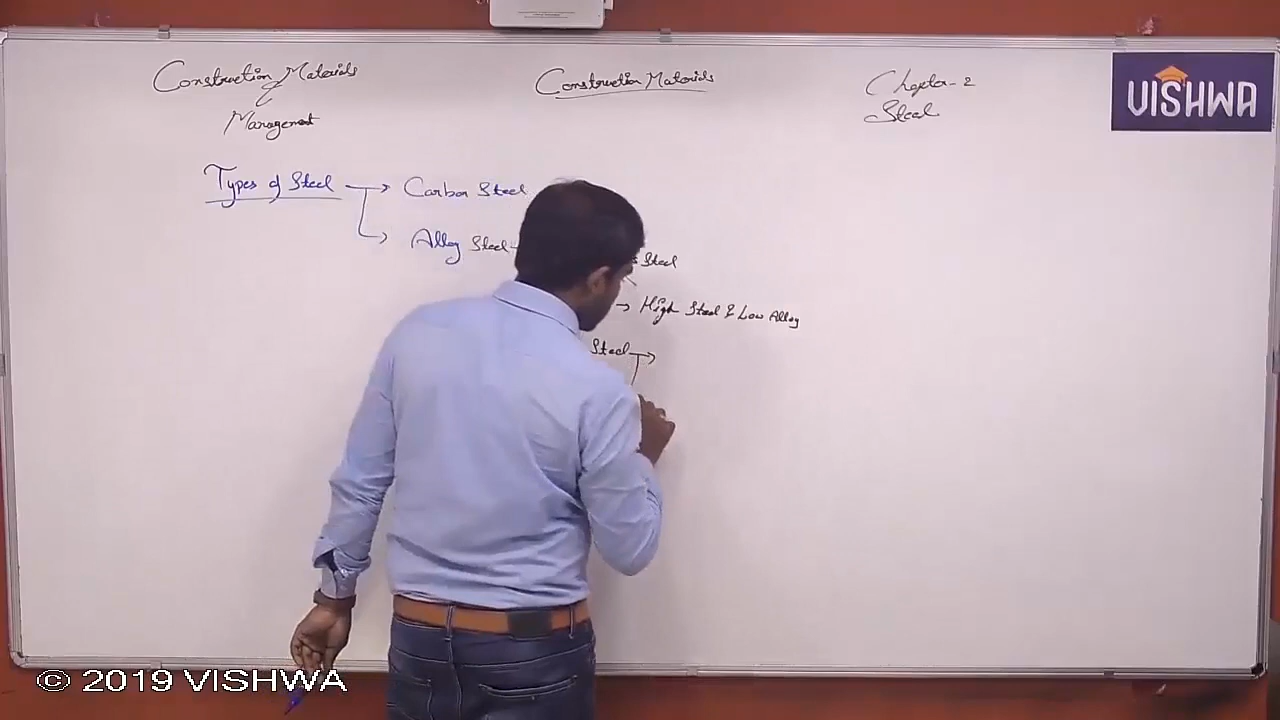 Construction Materials
Management
Construction Materials
Chapter-2
Steel
VISHWA
Types of Steel → Carbon Steel
Alloy Steel
Steel
→ High Steel & Low Alloy
Steel →
© 2019 VISHWA